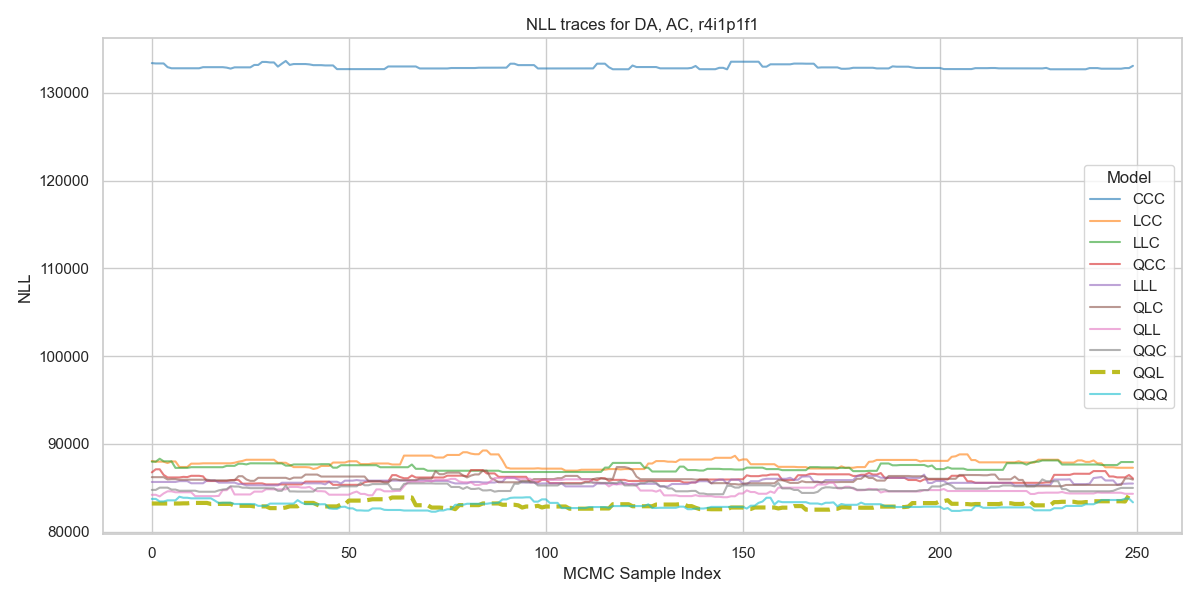 NLL traces for DA, AC, r4i1p1f1
NLL
130000
120000
110000
100000
90000
80000
0 50 100 150 200 250
MCMC Sample Index
Model
CCC
LCC
LLC
QCC
LLL
QLC
QLL
QQC
QQL
QQQ